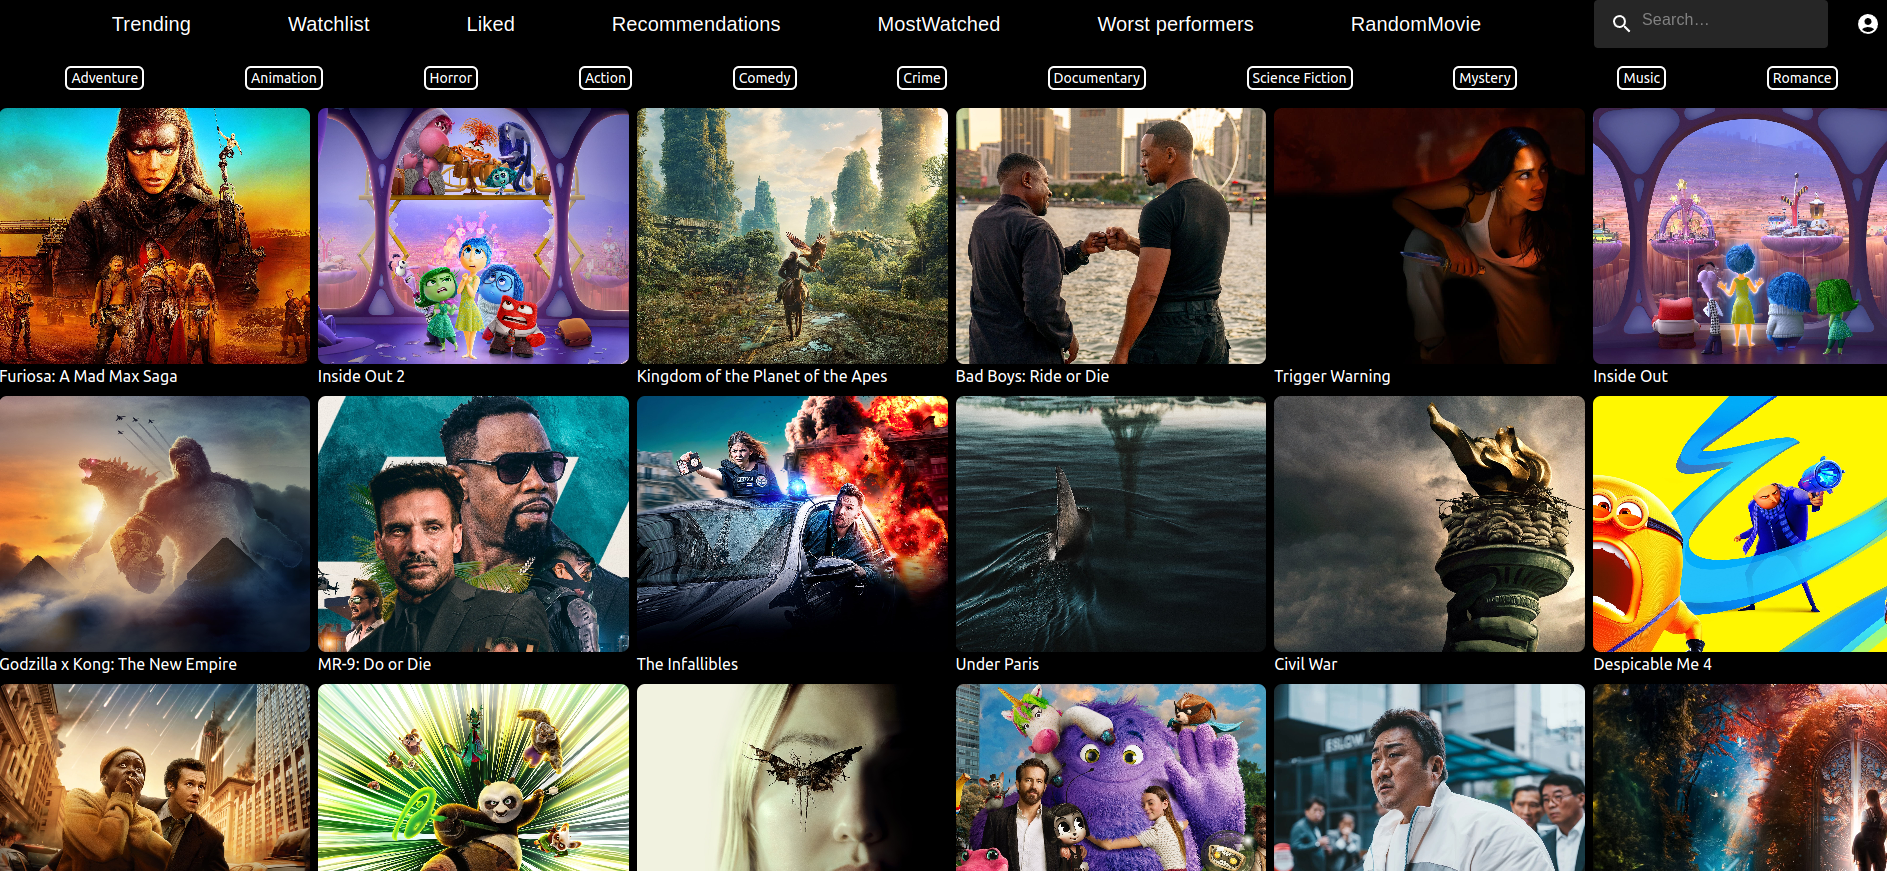 Trending Watchlist Liked Recommendations MostWatched Worst performers RandomMovie Search...
Adventure Animation Horror Action Comedy Crime Documentary Science Fiction Mystery Music Romance
Furiosa: A Mad Max Saga Inside Out 2 Kingdom of the Planet of the Apes Bad Boys: Ride or Die Trigger Warning Inside Out
Godzilla x Kong: The New Empire MR-9: Do or Die The Infallibles Under Paris Civil War Despicable Me 4